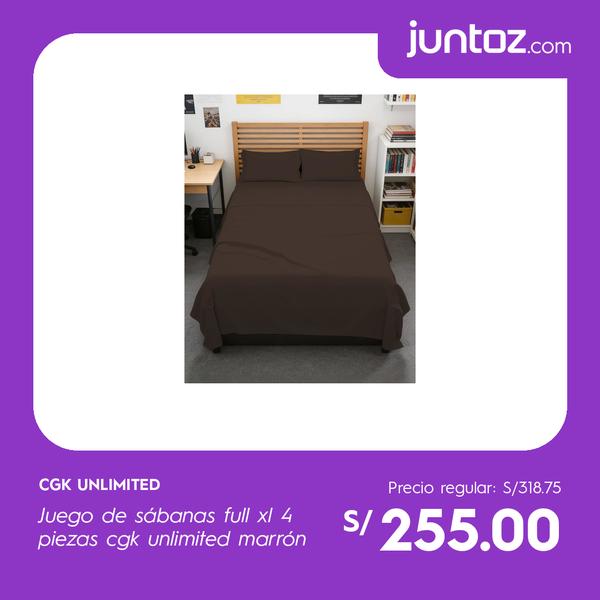 juntoz.com
CGK UNLIMITED
Juego de sábanas full xl 4
piezas cgk unlimited marrón
Precio regular: S/318.75
S/ 255.00